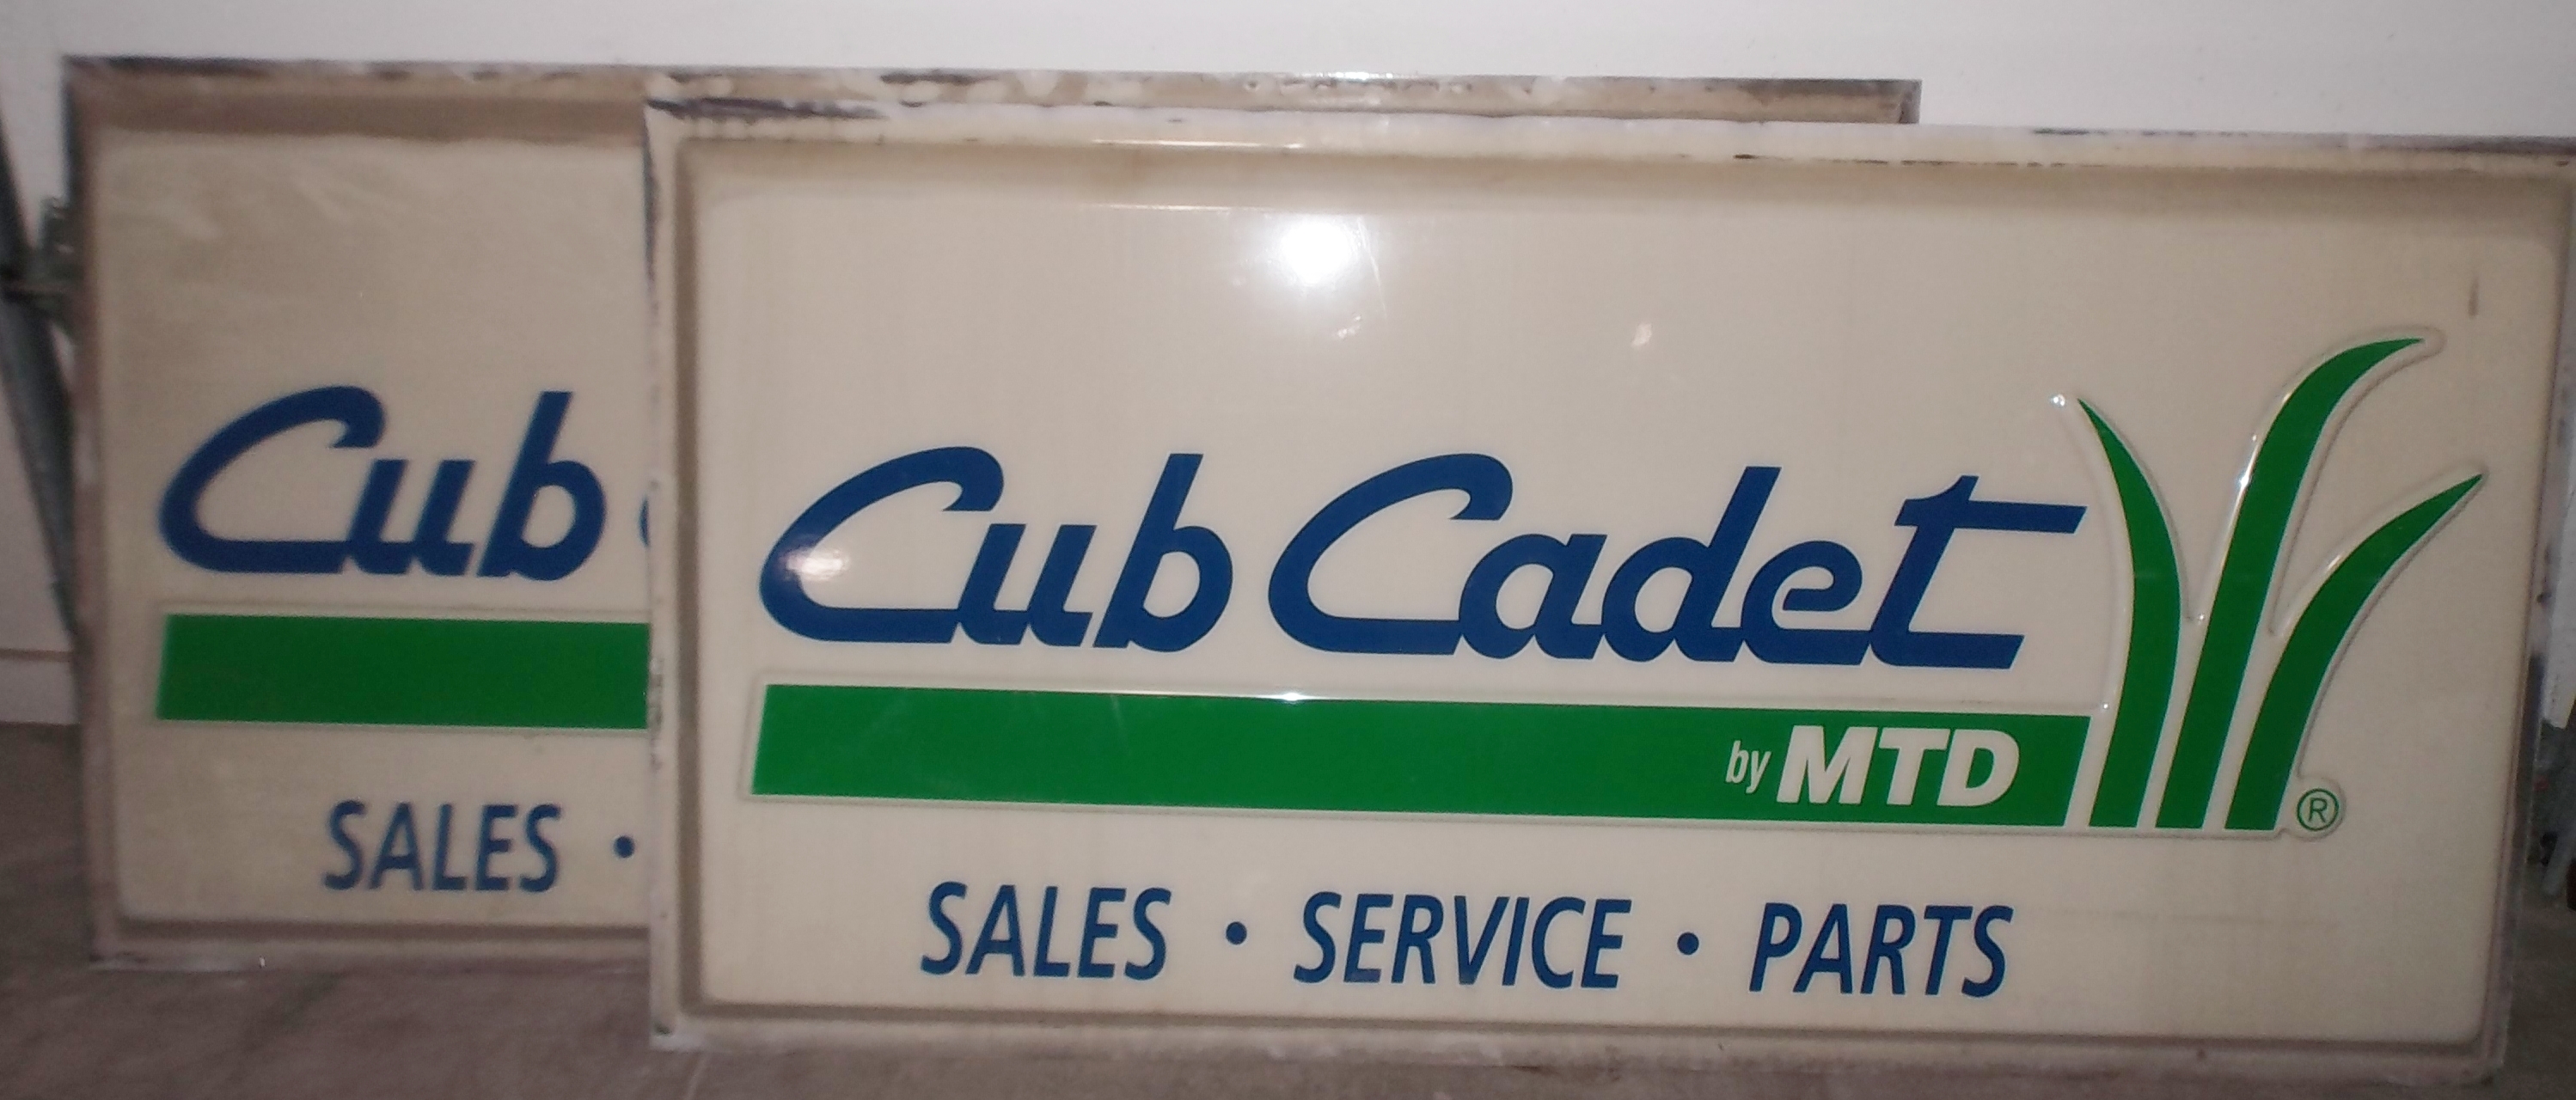 Cub
SALES •
Cub Cadet
by MTD
®
SALES • SERVICE • PARTS